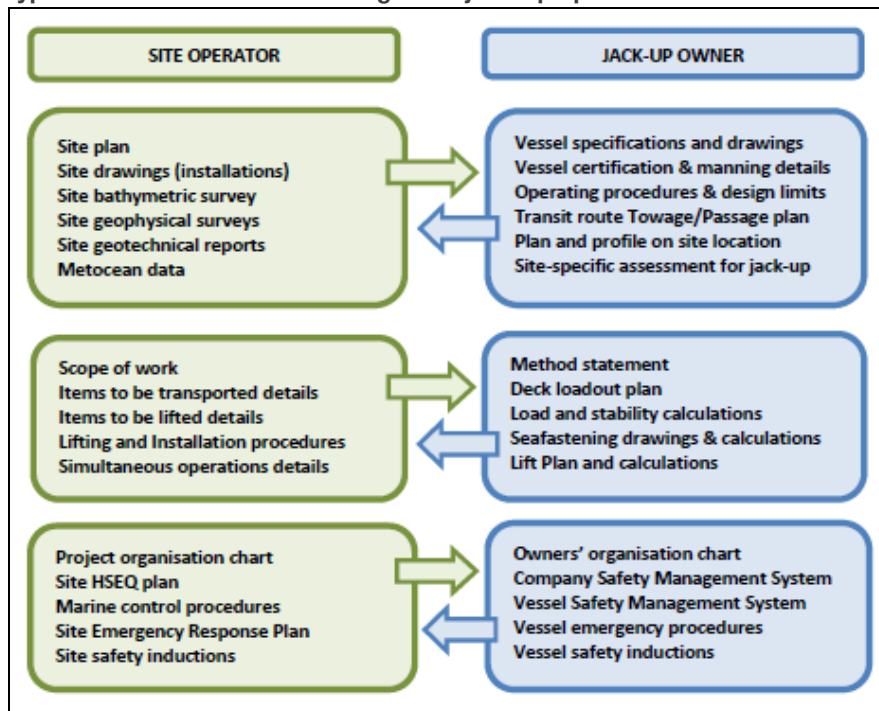 SITE OPERATOR
JACK-UP OWNER
Site plan
Site drawings (installations)
Site bathymetric survey
Site geophysical surveys
Site geotechnical reports
Metocean data
Vessel specifications and drawings
Vessel certification & manning details
Operating procedures & design limits
Transit route Towage/Passage plan
Plan and profile on site location
Site-specific assessment for jack-up
Scope of work
Items to be transported details
Items to be lifted details
Lifting and Installation procedures
Simultaneous operations details
Method statement
Deck loadout plan
Load and stability calculations
Seafastening drawings & calculations
Lift Plan and calculations
Project organisation chart
Site HSEQ plan
Marine control procedures
Site Emergency Response Plan
Site safety inductions
Owners' organisation chart
Company Safety Management System
Vessel Safety Management System
Vessel emergency procedures
Vessel safety inductions